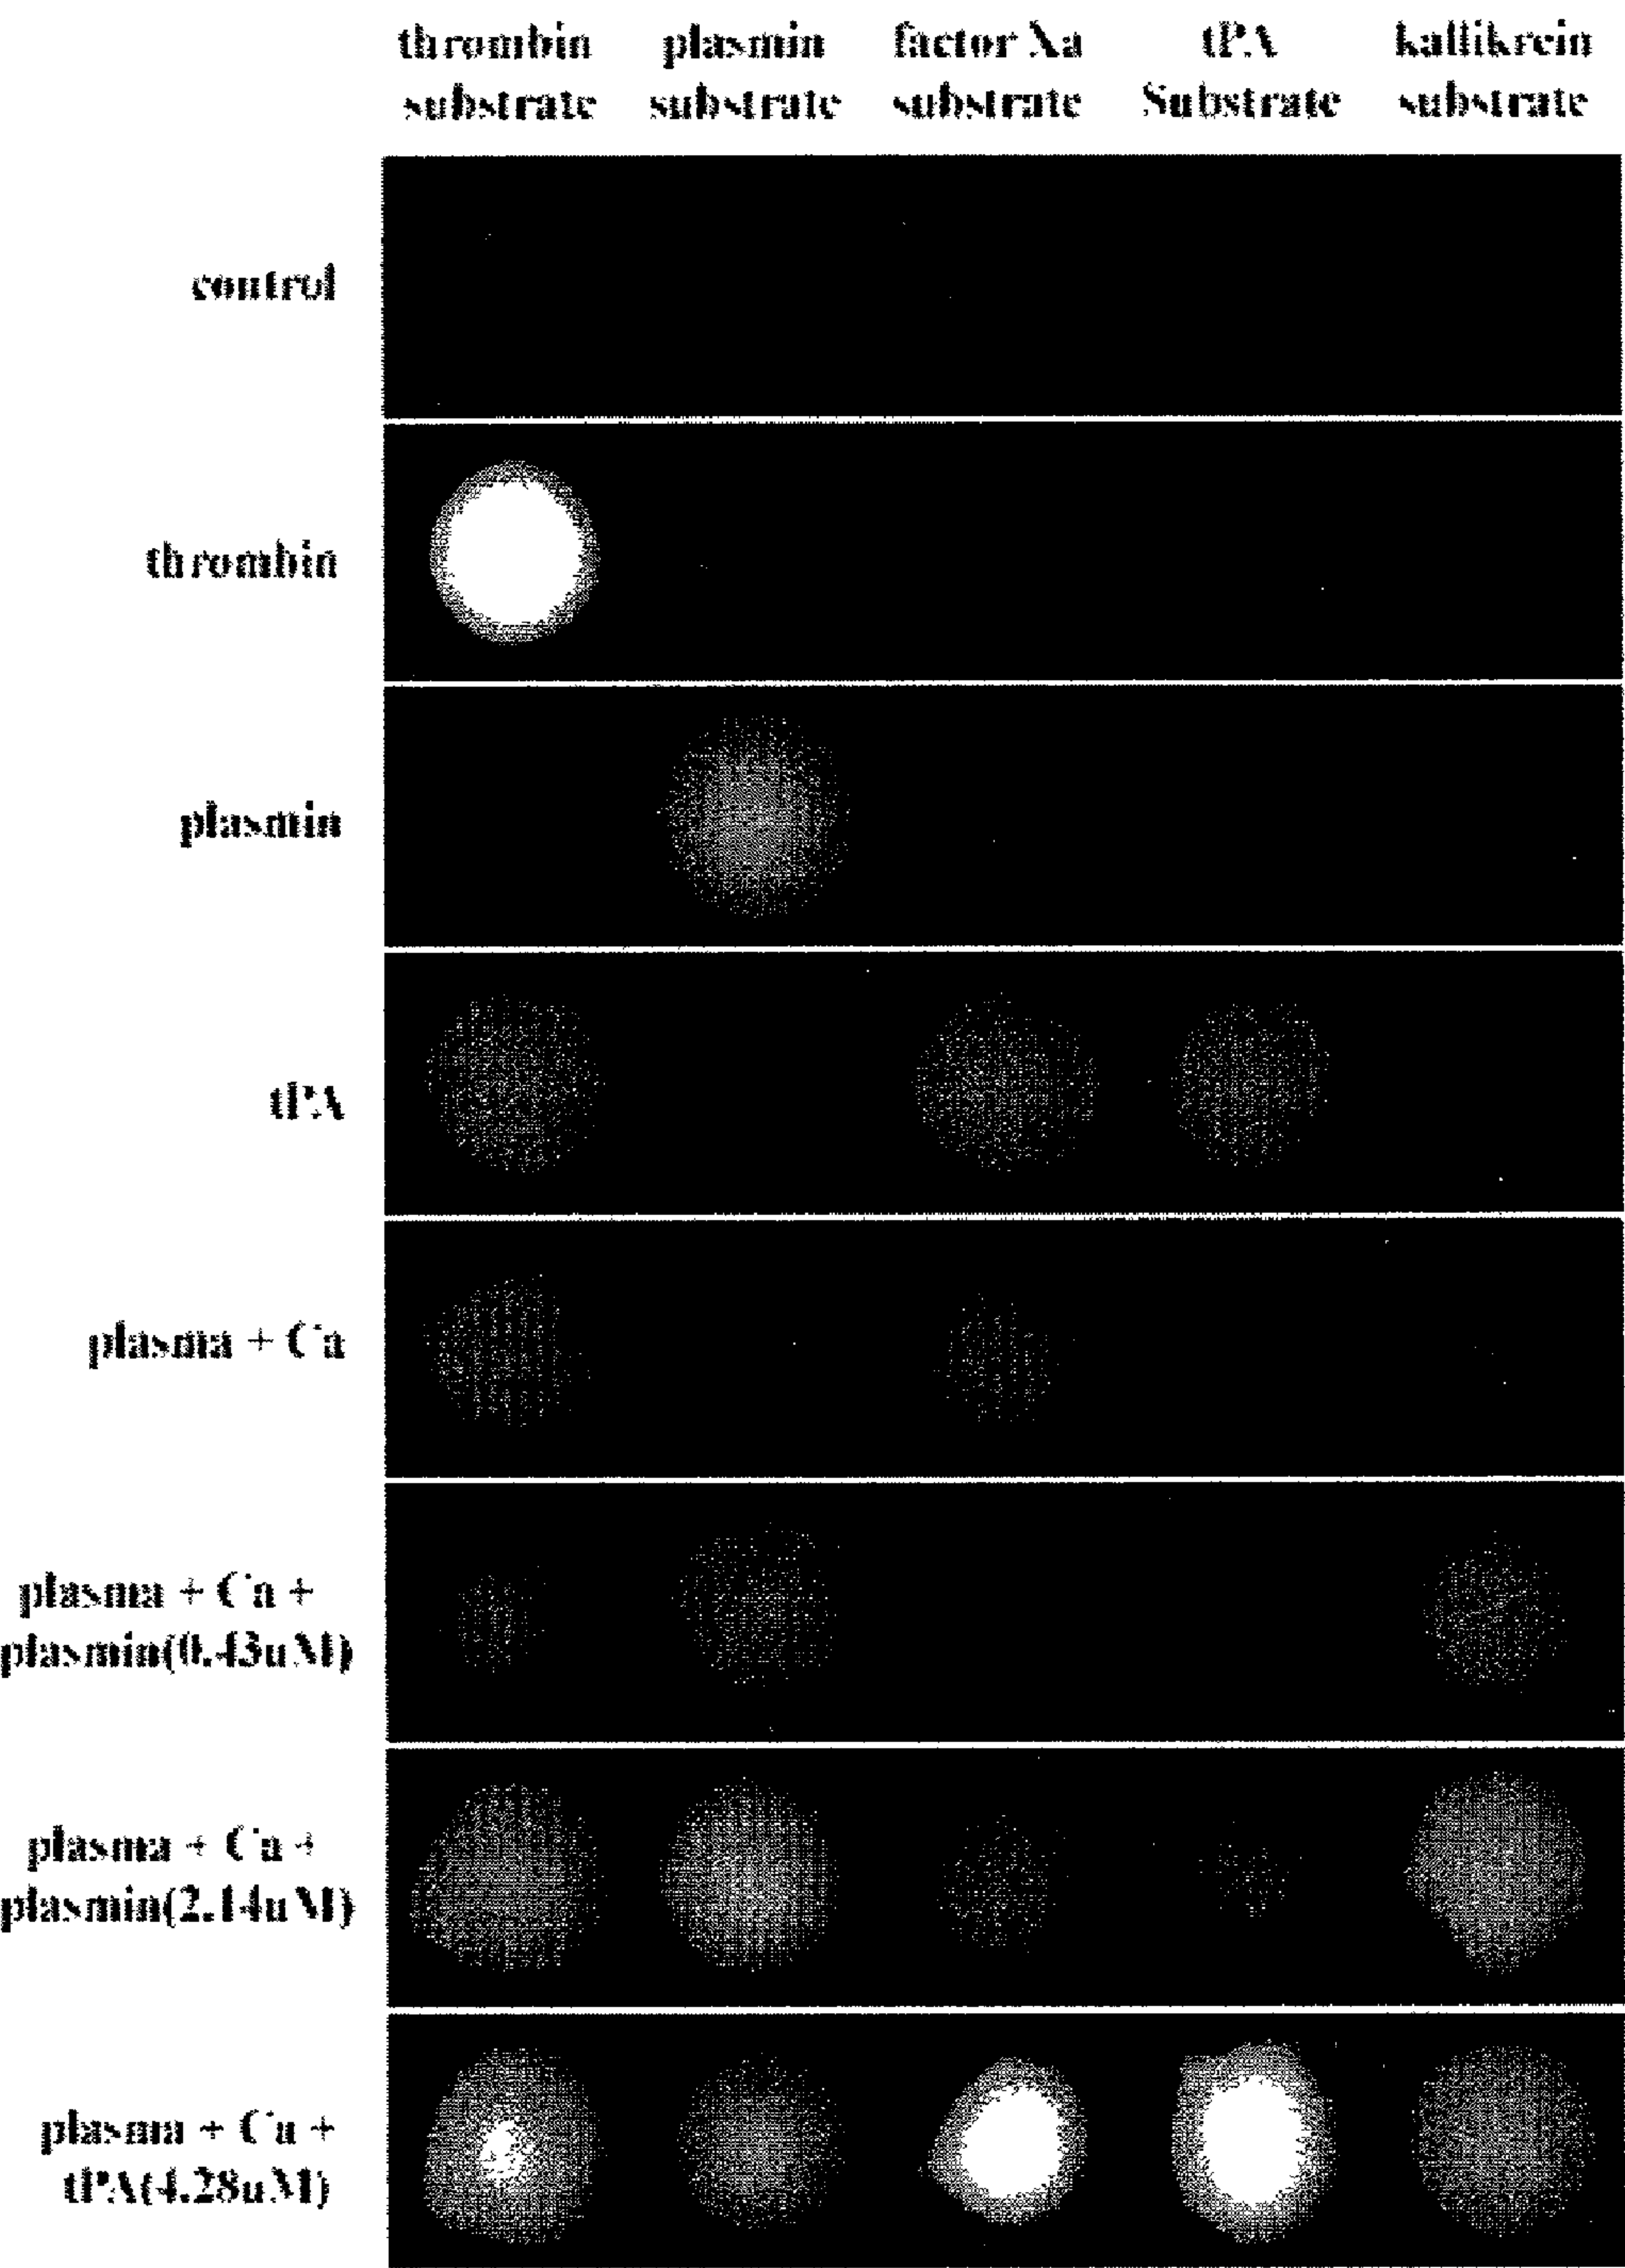 thrombin plasmin factor Xa tPA kallikrein
substrate substrate substrate Substrate substrate
control
thrombin
plasmin
tPA
plasma + Ca
plasma + Ca +
plasmin(0.43uM)
plasma + Ca +
plasmin(2.14uM)
plasma + Ca +
tPA(4.28uM)